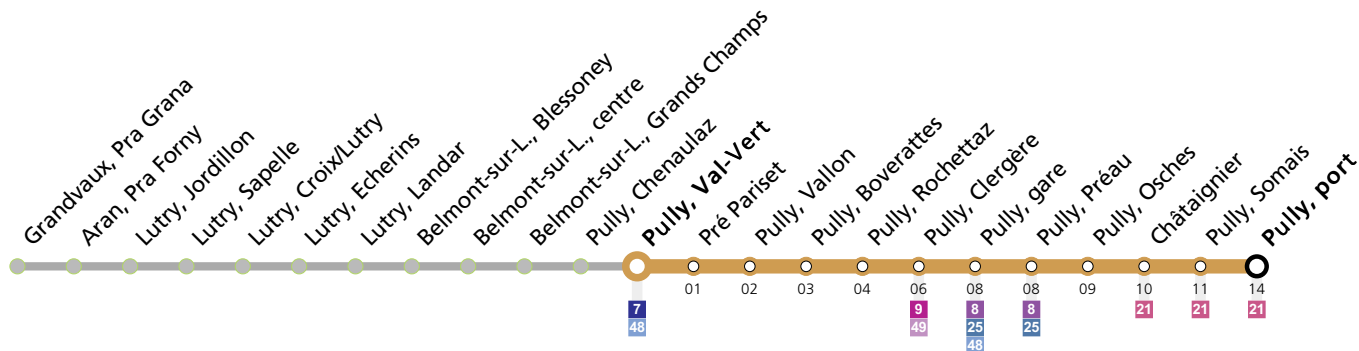 Grandvaux, Pra Grana
Aran, Pra Forny
Lutry, Jordillon
Lutry, Sapelle
Lutry, Croix/Lutry
Lutry, Echerins
Lutry, Landar
Belmont-sur-L., Blessoney
Belmont-sur-L., centre
Belmont-sur-L., Grands Champs
Pully, Chenaulaz
Pully, Val-Vert
Pré Pariset
Pully, Vallon
Pully, Boverattes
Pully, Rochettaz
Pully, Clergère
Pully, gare
Pully, Préau
Pully, Osches
Châtaignier
Pully, Somais
Pully, port
01 02 03 04 06 08 08 09 10 11 14
7 9 8 8 21 21 21
48 49 25 25
48